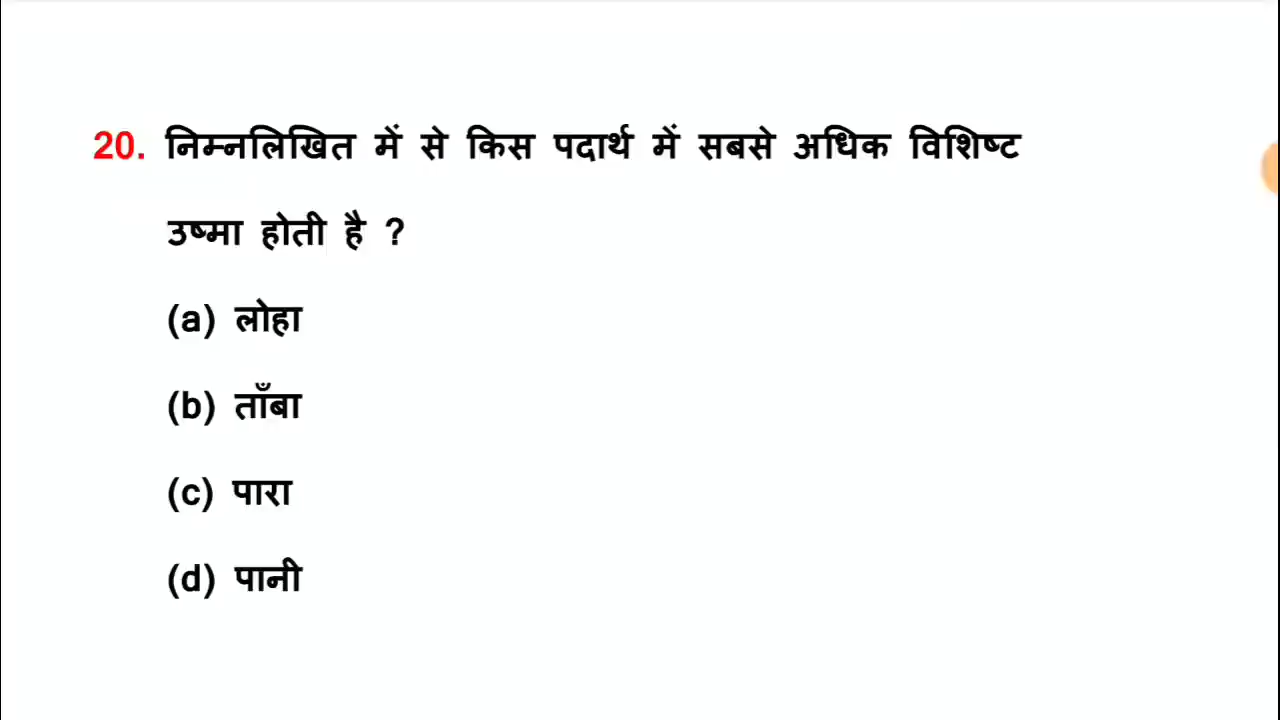 20. निम्नलिखित में से किस पदार्थ में सबसे अधिक विशिष्ट
उष्मा होती है ?
(a) लोहा
(b) ताँबा
(c) पारा
(d) पानी